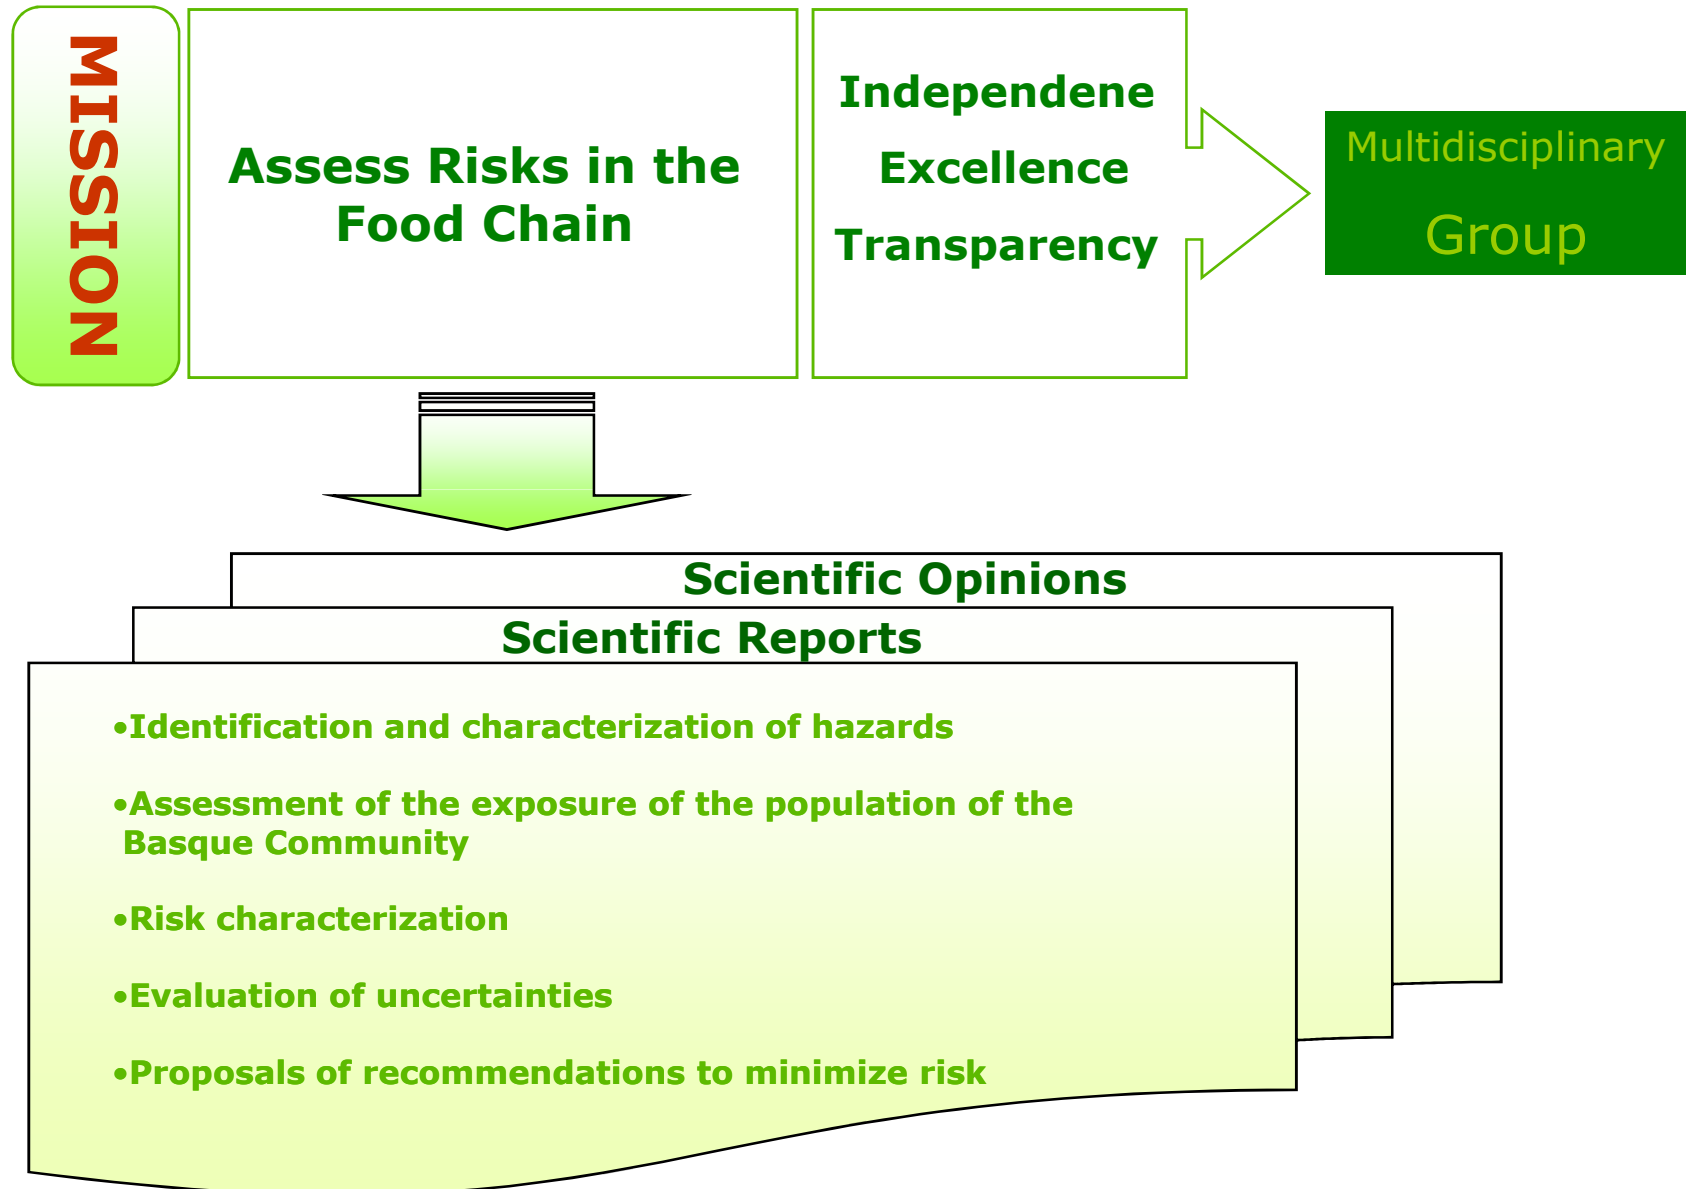 MISSION
Assess Risks in the
Food Chain
Independene
Excellence
Transparency
Multidisciplinary
Group
Scientific Opinions
Scientific Reports
•Identification and characterization of hazards
•Assessment of the exposure of the population of the
Basque Community
•Risk characterization
•Evaluation of uncertainties
•Proposals of recommendations to minimize risk